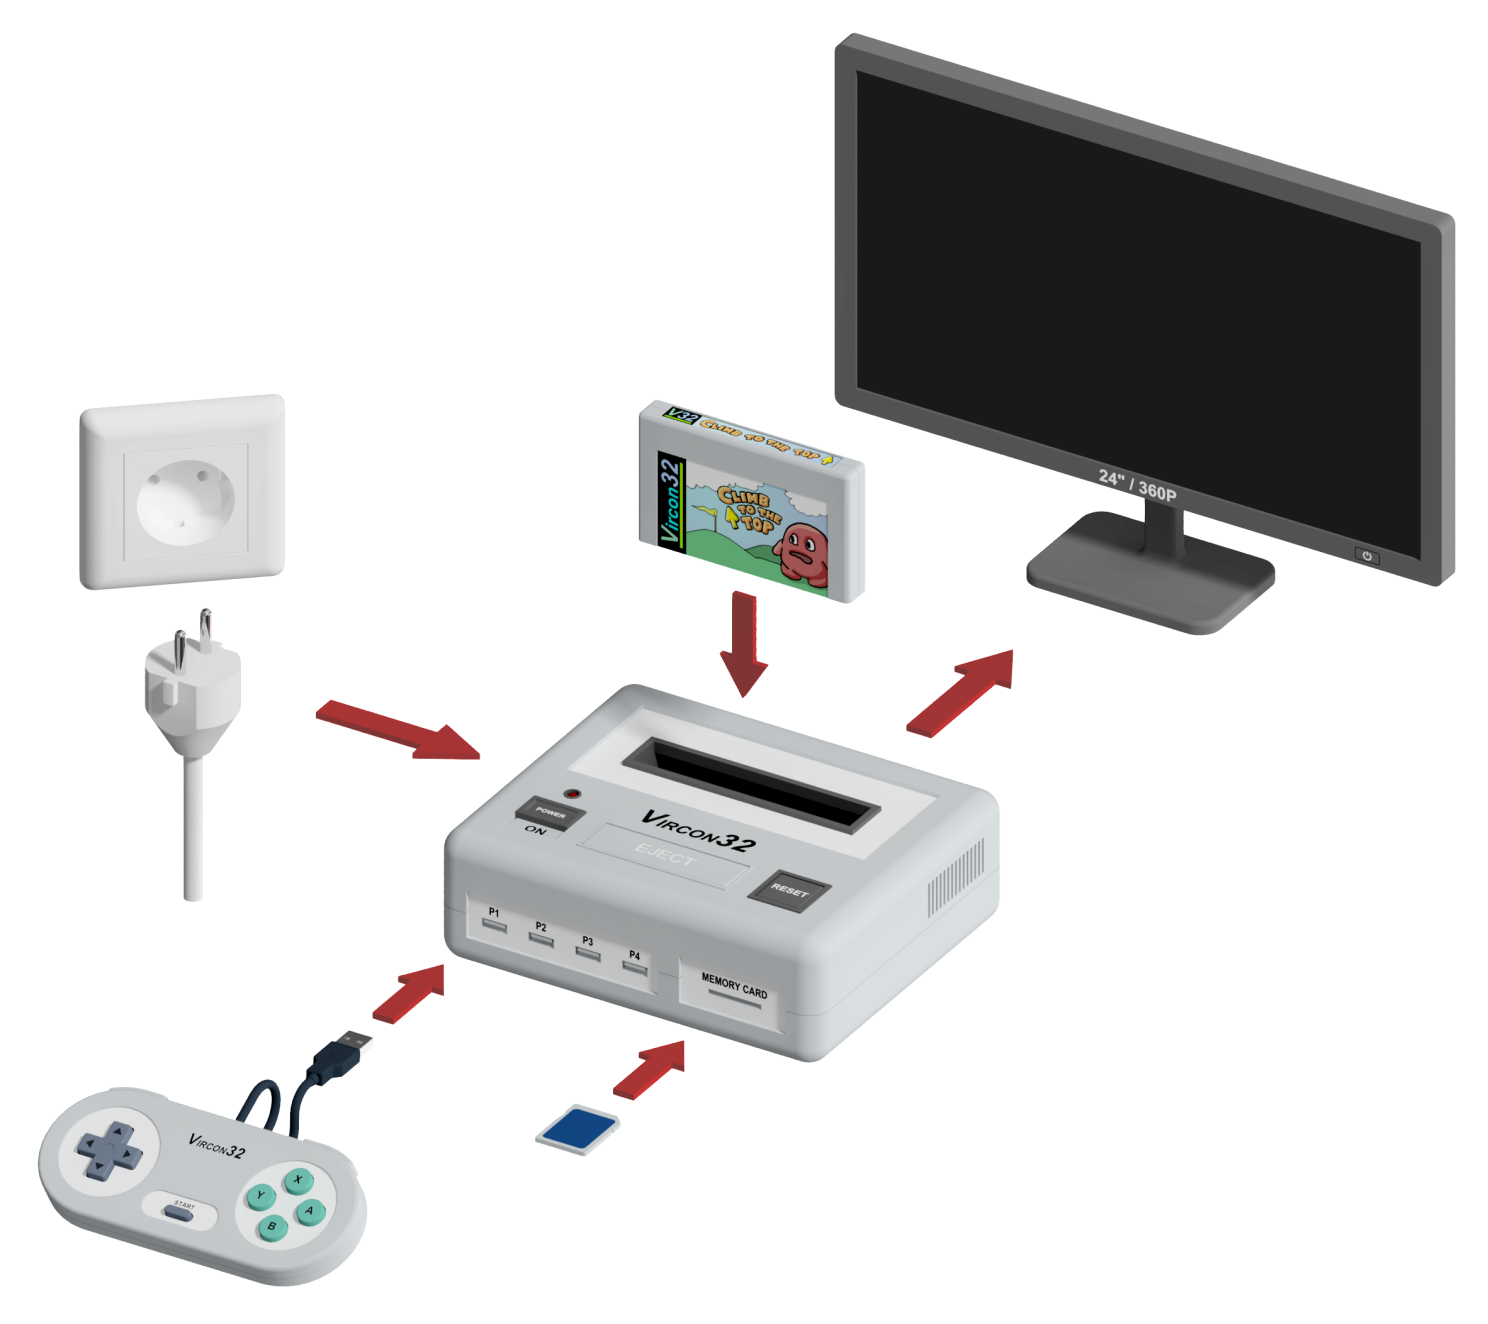 24" / 360P
V32 CLIMB TO THE TOP
Vircon32
CLIMB
TO THE
TOP
POWER
ON
VIRCON32
EJECT
RESET
P1
P2
P3
P4
MEMORY CARD
VIRCON32
START
X
Y
A
B